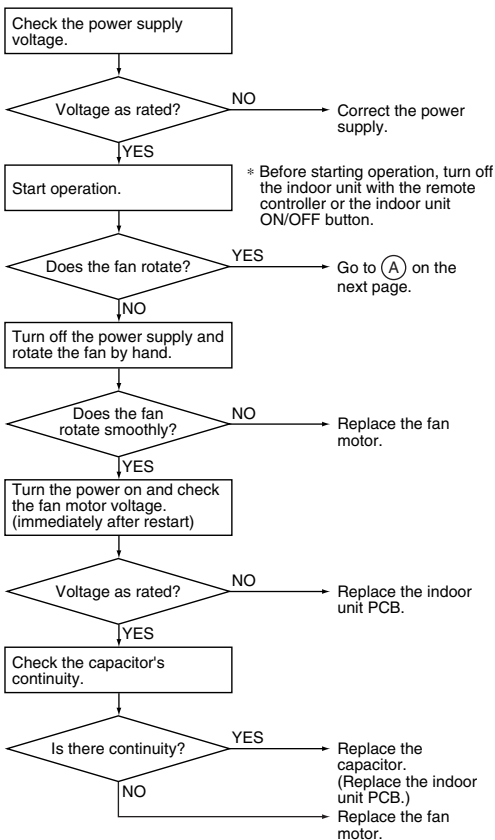 Check the power supply
voltage.
Voltage as rated?
NO
Correct the power
supply.
YES
Start operation.
* Before starting operation, turn off
the indoor unit with the remote
controller or the indoor unit
ON/OFF button.
Does the fan rotate?
YES
Go to A on the
next page.
NO
Turn off the power supply and
rotate the fan by hand.
Does the fan
rotate smoothly?
NO
Replace the fan
motor.
YES
Turn the power on and check
the fan motor voltage.
(immediately after restart)
Voltage as rated?
NO
Replace the indoor
unit PCB.
YES
Check the capacitor's
continuity.
Is there continuity?
YES
Replace the
capacitor.
(Replace the indoor
unit PCB.)
NO
Replace the fan
motor.